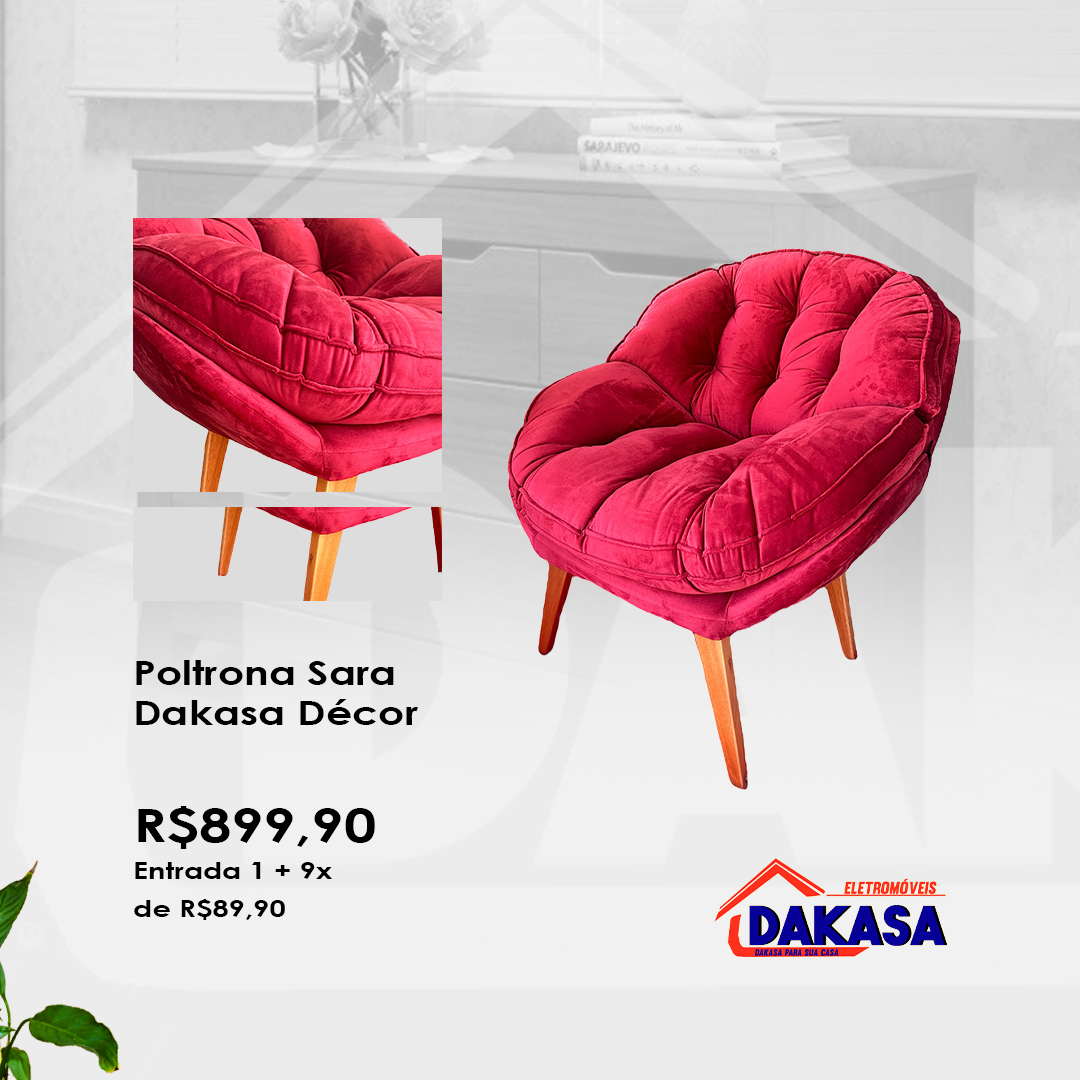 The History of
SARAJEVO
Poltrona Sara
Dakasa Décor
R$899,90
Entrada 1 + 9x
de R$89,90
ELETROMÓVEIS
DAKASA
DAKASA PARA SUA CASA